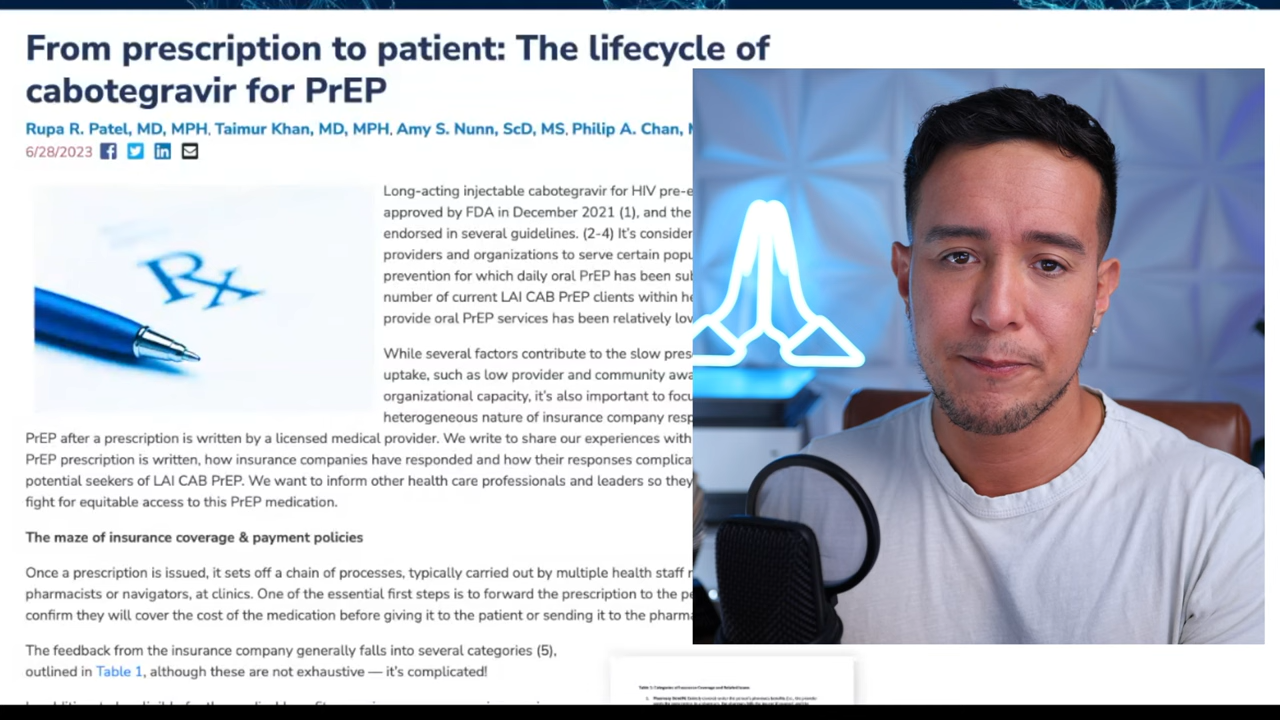 From prescription to patient: The lifecycle of
cabotegravir for PrEP
Rupa R. Patel, MD, MPH, Taimur Khan, MD, MPH, Amy S. Nunn, ScD, MS, Philip A. Chan,
6/28/2023
Rx
Long-acting injectable cabotegravir for HIV pre-e
approved by FDA in December 2021 (1), and the
endorsed in several guidelines. (2-4) It's consider
providers and organizations to serve certain popu
prevention for which daily oral PrEP has been sub
number of current LAI CAB PrEP clients within he
provide oral PrEP services has been relatively lov
While several factors contribute to the slow pres
uptake, such as low provider and community awa
organizational capacity, it's also important to focu
heterogeneous nature of insurance company resp
PrEP after a prescription is written by a licensed medical provider. We write to share our experiences with
PrEP prescription is written, how insurance companies have responded and how their responses complica
potential seekers of LAI CAB PrEP. We want to inform other health care professionals and leaders so they
fight for equitable access to this PrEP medication.
The maze of insurance coverage & payment policies
Once a prescription is issued, it sets off a chain of processes, typically carried out by multiple health staff
pharmacists or navigators, at clinics. One of the essential first steps is to forward the prescription to the pe
confirm they will cover the cost of the medication before giving it to the patient or sending it to the pharma
The feedback from the insurance company generally falls into several categories (5),
outlined in Table 1, although these are not exhaustive — it's complicated!
Table 1: Categories of Insurance Coverage and Related Issues